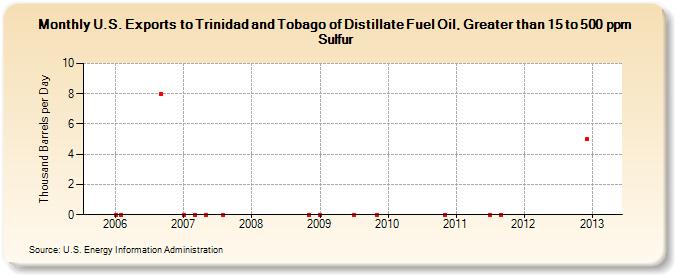 Monthly U.S. Exports to Trinidad and Tobago of Distillate Fuel Oil, Greater than 15 to 500 ppm
Sulfur
Thousand Barrels per Day
10
8
6
4
2
0
2006 2007 2008 2009 2010 2011 2012 2013
Source: U.S. Energy Information Administration